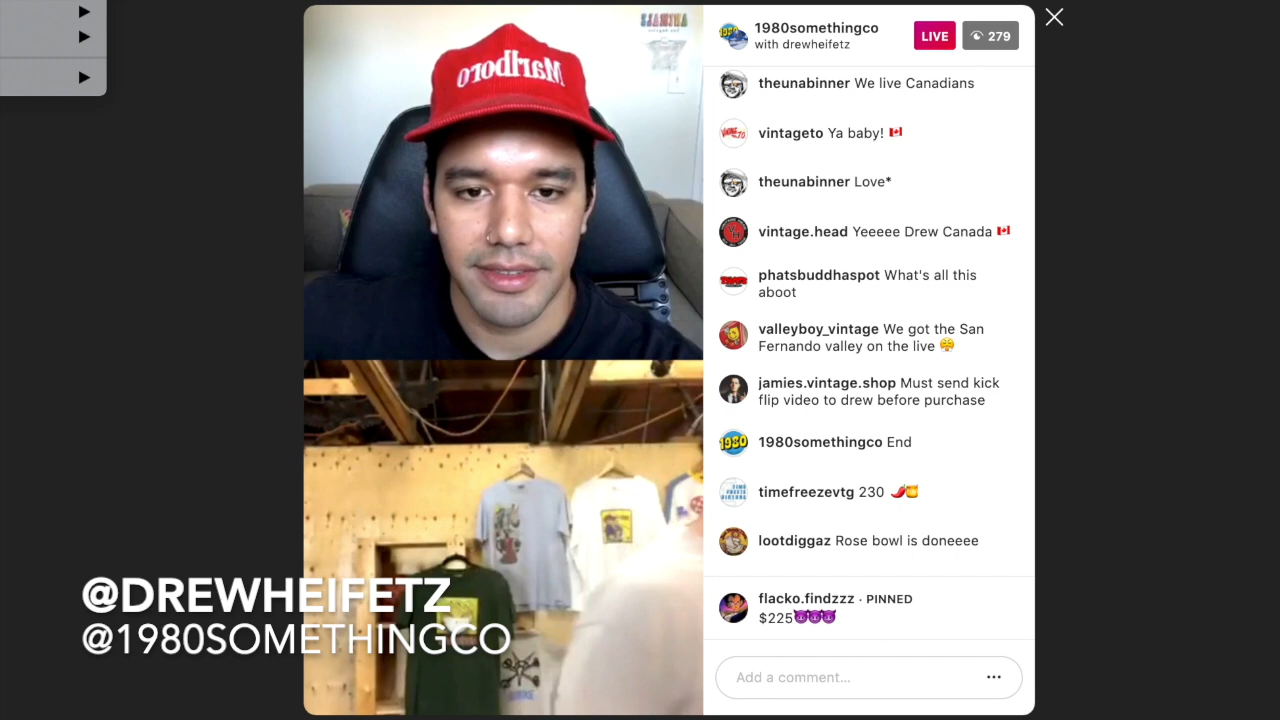 Marlboro
1980somethingco
with drewheifetz
LIVE
279
theunabinner We live Canadians
vintageto Ya baby! 🇨🇦
theunabinner Love*
vintage.head Yeeeee Drew Canada 🇨🇦
phatsbuddhaspot What's all this
aboot
valleyboy_vintage We got the San
Fernando valley on the live 😤
jamies.vintage.shop Must send kick
flip video to drew before purchase
1980
1980somethingco End
timefreezevtg 230 🌶️🍯
lootdiggaz Rose bowl is doneeee
flacko.findzzz · PINNED
$225😈😈😈
Add a comment...
@DREWHEIFETZ
@1980SOMETHINGCO